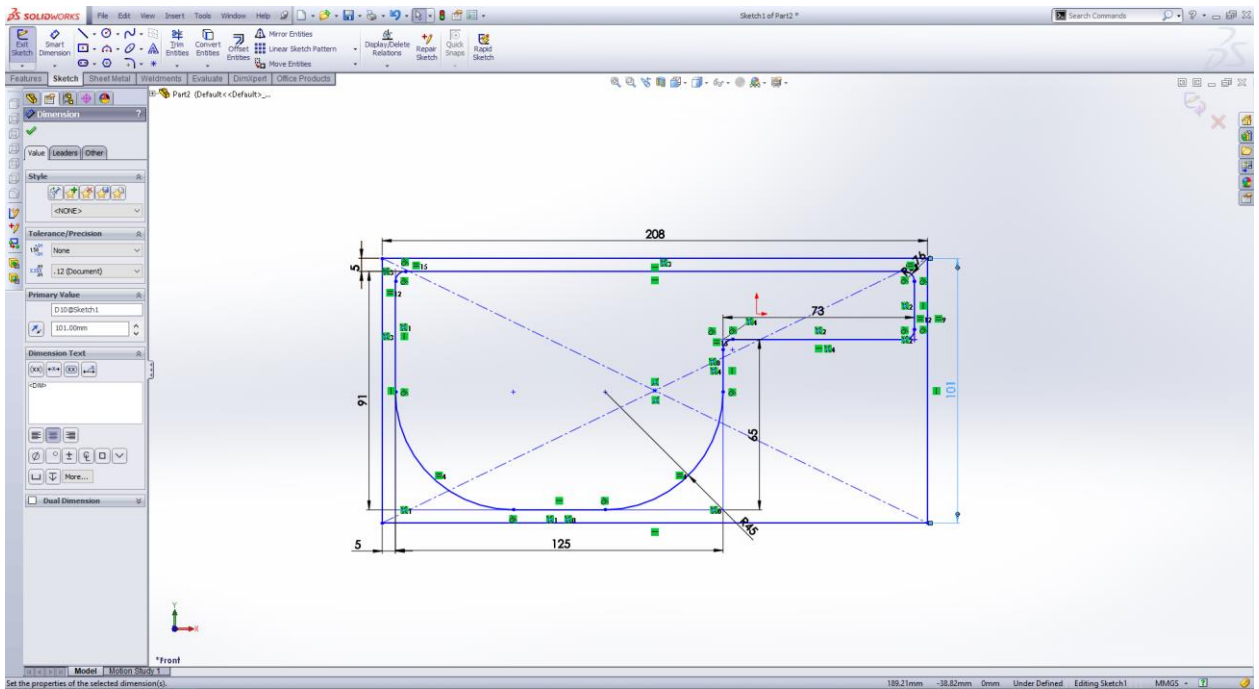 SOLIDWORKS File Edit View Insert Tools Window Help Sketch1 of Part2 * Search Commands
Exit Sketch Smart Dimension Trim Entities Convert Entities Offset Entities Mirror Entities Linear Sketch Pattern Move Entities Display/Delete Relations Repair Sketch Quick Snaps Rapid Sketch
Features Sketch Sheet Metal Weldments Evaluate DimXpert Office Products
Part2 (Default<<Default>_...
Dimension ?
Value Leaders Other
Style
<NONE>
Tolerance/Precision
None
.12 (Document)
Primary Value
D10@Sketch1
101.00mm
Dimension Text
<DIM>
More...
Dual Dimension
208
5
15
12
73
91
65
101
R45
5
125
Y
X
*Front
Model Motion Study 1
Set the properties of the selected dimension(s). 189.21mm -38.82mm 0mm Under Defined Editing Sketch1 MMGS